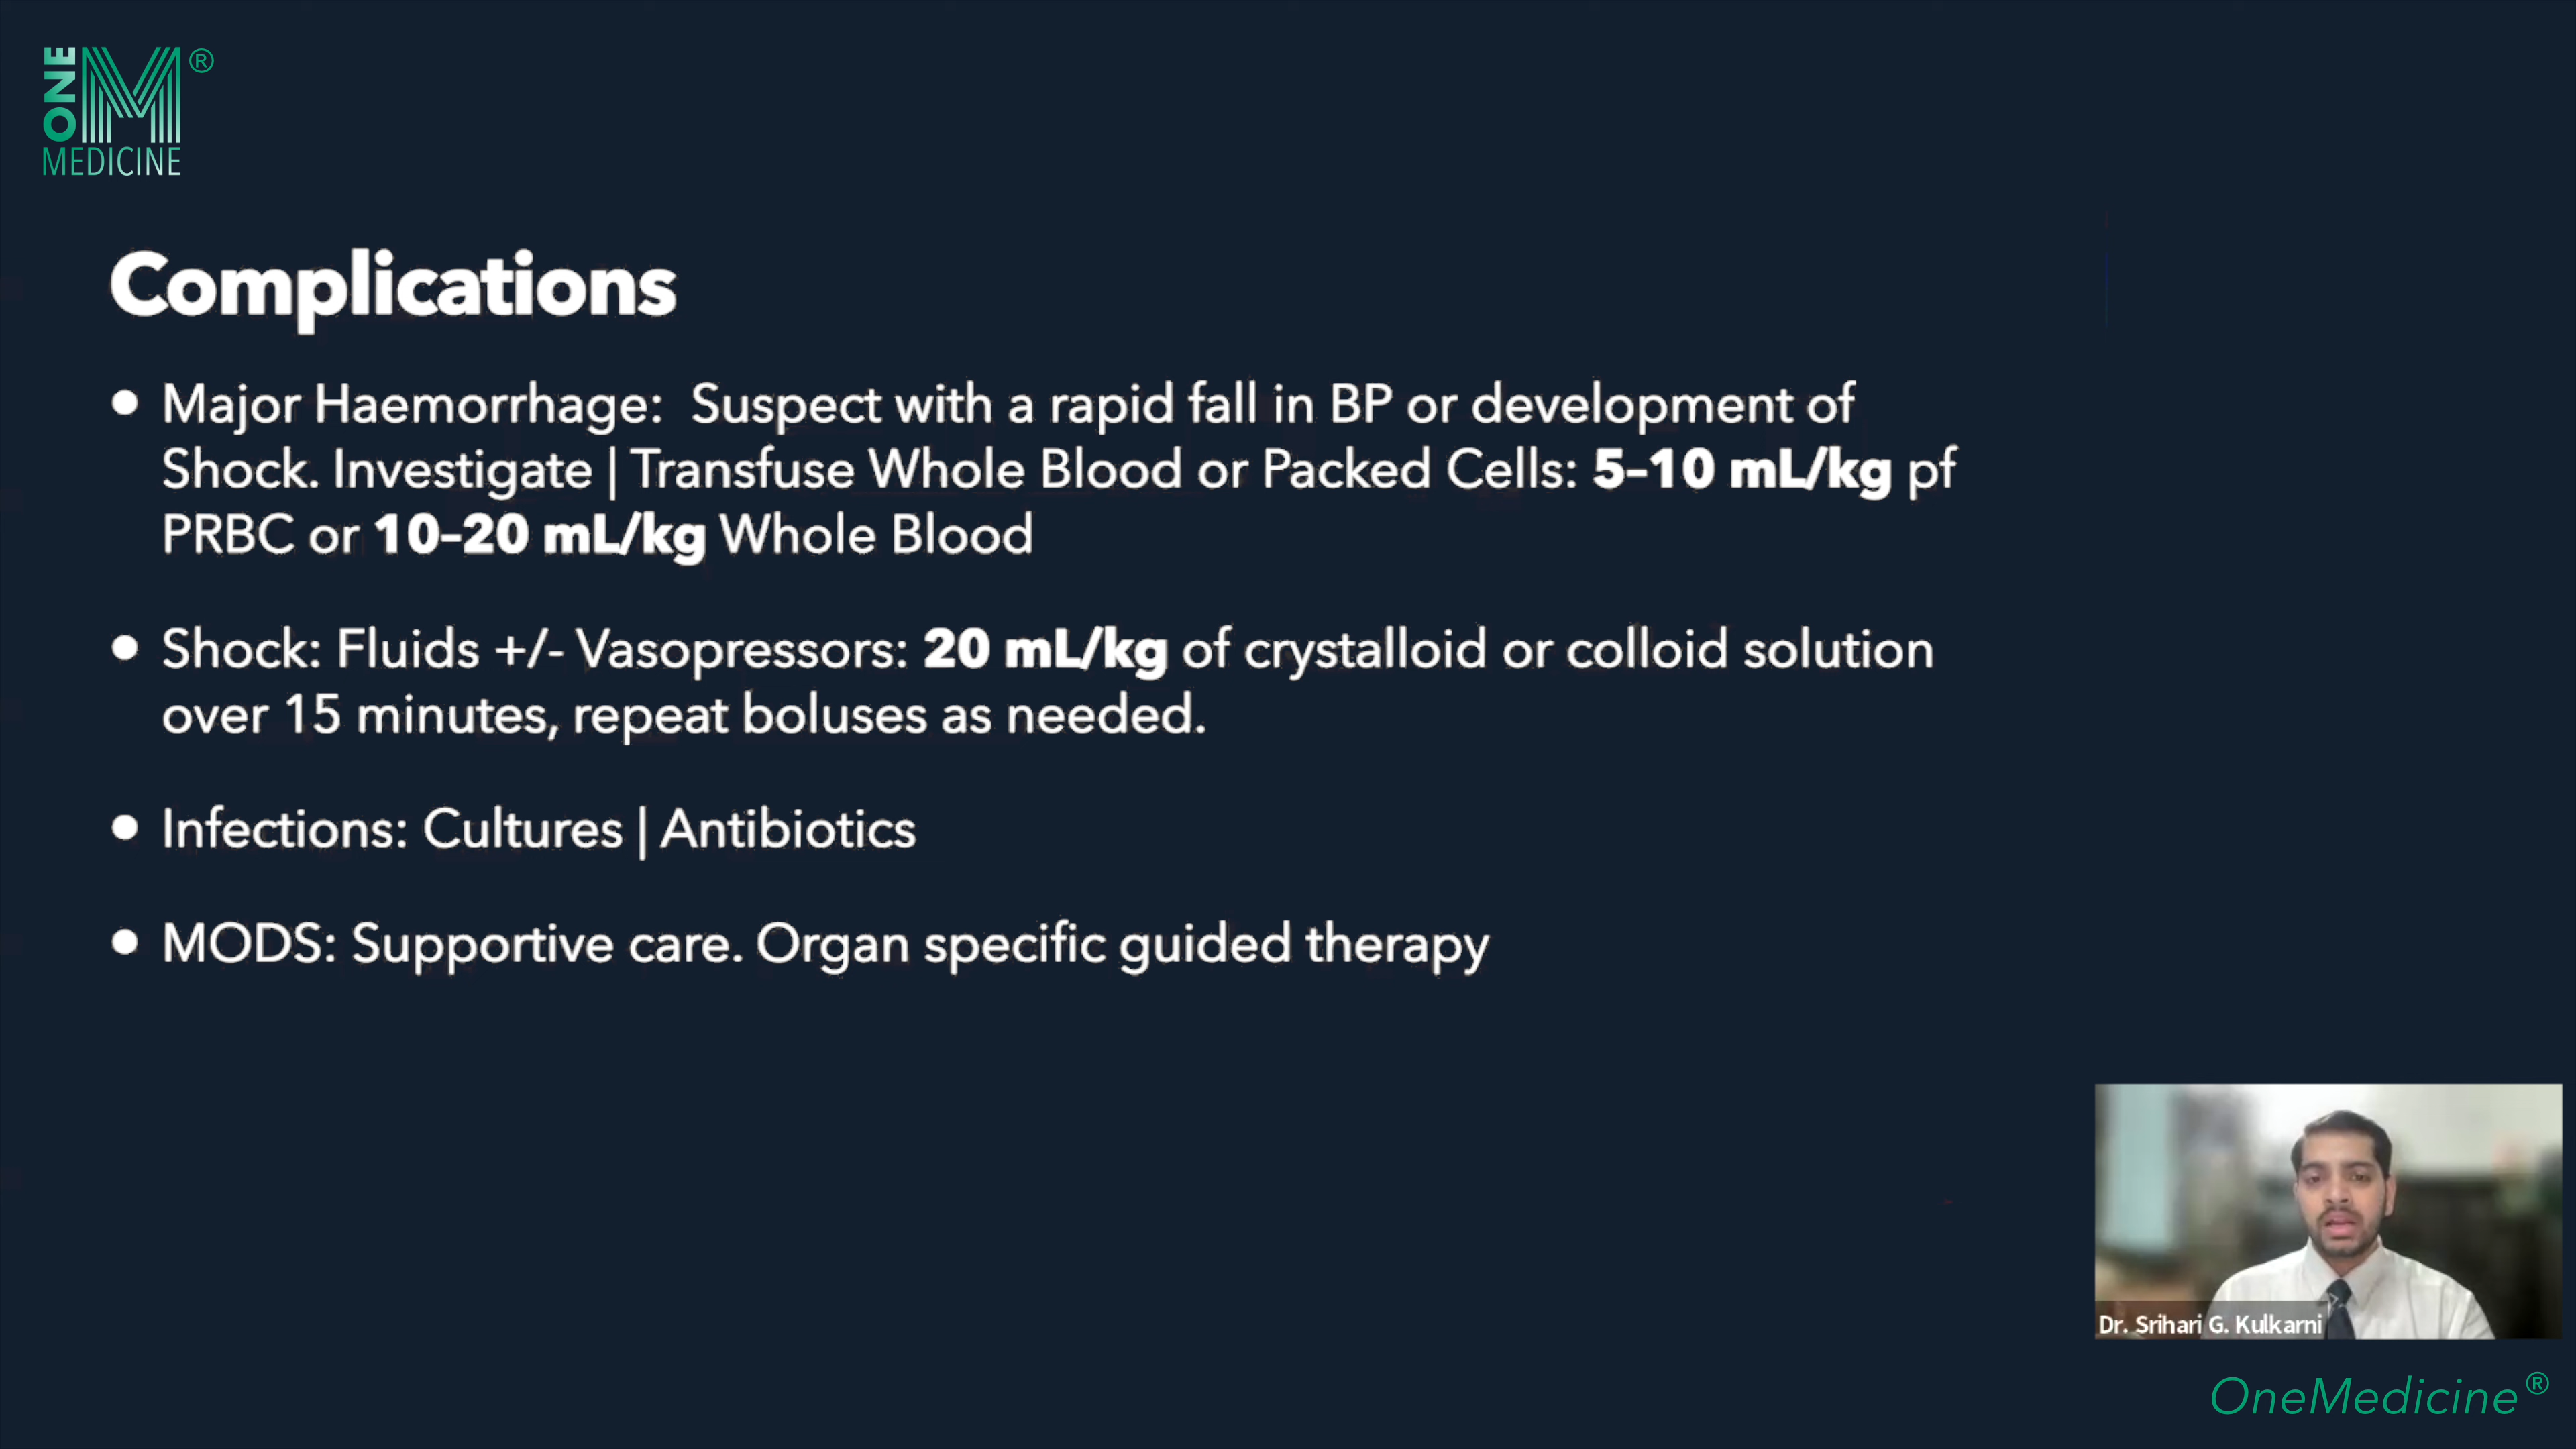 ONE
M®
MEDICINE
Complications
• Major Haemorrhage:  Suspect with a rapid fall in BP or development of
Shock. Investigate | Transfuse Whole Blood or Packed Cells: 5–10 mL/kg pf
PRBC or 10–20 mL/kg Whole Blood
• Shock: Fluids +/- Vasopressors: 20 mL/kg of crystalloid or colloid solution
over 15 minutes, repeat boluses as needed.
• Infections: Cultures | Antibiotics
• MODS: Supportive care. Organ specific guided therapy
Dr. Srihari G. Kulkarni
OneMedicine®